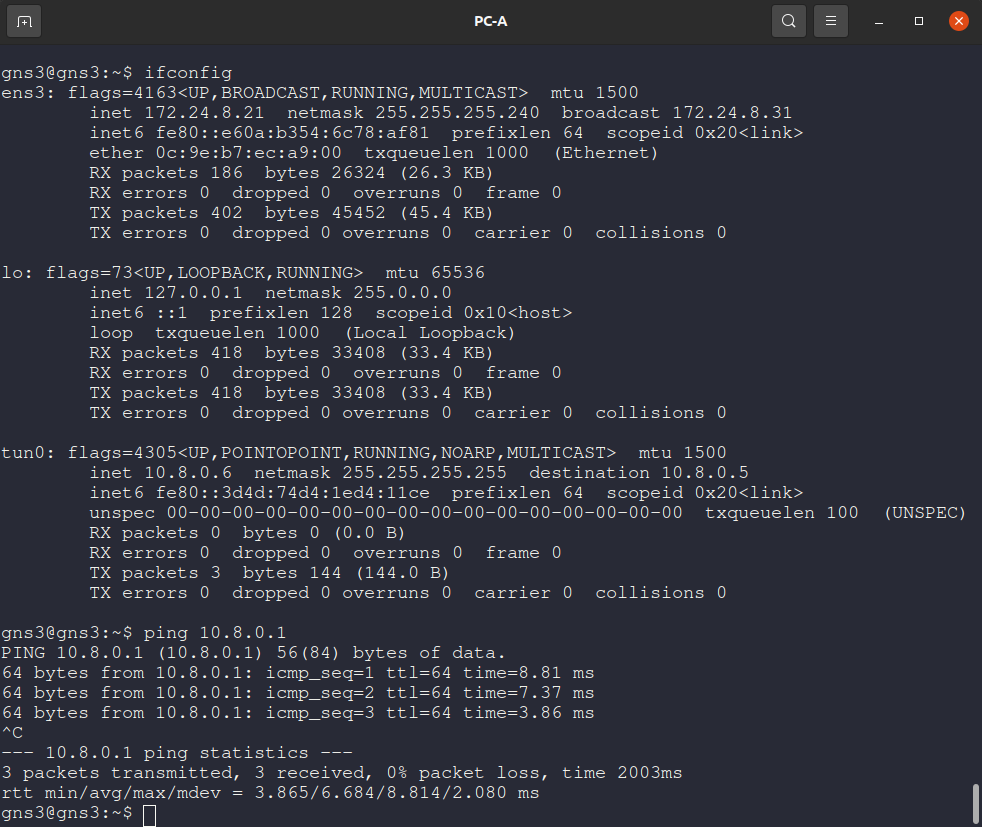 PC-A
gns3@gns3:~$ ifconfig
ens3: flags=4163<UP,BROADCAST,RUNNING,MULTICAST>  mtu 1500
        inet 172.24.8.21  netmask 255.255.255.240  broadcast 172.24.8.31
        inet6 fe80::e60a:b354:6c78:af81  prefixlen 64  scopeid 0x20<link>
        ether 0c:9e:b7:ec:a9:00  txqueuelen 1000  (Ethernet)
        RX packets 186  bytes 26324 (26.3 KB)
        RX errors 0  dropped 0  overruns 0  frame 0
        TX packets 402  bytes 45452 (45.4 KB)
        TX errors 0  dropped 0 overruns 0  carrier 0  collisions 0
lo: flags=73<UP,LOOPBACK,RUNNING>  mtu 65536
        inet 127.0.0.1  netmask 255.0.0.0
        inet6 ::1  prefixlen 128  scopeid 0x10<host>
        loop  txqueuelen 1000  (Local Loopback)
        RX packets 418  bytes 33408 (33.4 KB)
        RX errors 0  dropped 0  overruns 0  frame 0
        TX packets 418  bytes 33408 (33.4 KB)
        TX errors 0  dropped 0 overruns 0  carrier 0  collisions 0
tun0: flags=4305<UP,POINTOPOINT,RUNNING,NOARP,MULTICAST>  mtu 1500
        inet 10.8.0.6  netmask 255.255.255.255  destination 10.8.0.5
        inet6 fe80::3d4d:74d4:1ed4:11ce  prefixlen 64  scopeid 0x20<link>
        unspec 00-00-00-00-00-00-00-00-00-00-00-00-00-00-00-00  txqueuelen 100  (UNSPEC)
        RX packets 0  bytes 0 (0.0 B)
        RX errors 0  dropped 0  overruns 0  frame 0
        TX packets 3  bytes 144 (144.0 B)
        TX errors 0  dropped 0 overruns 0  carrier 0  collisions 0
gns3@gns3:~$ ping 10.8.0.1
PING 10.8.0.1 (10.8.0.1) 56(84) bytes of data.
64 bytes from 10.8.0.1: icmp_seq=1 ttl=64 time=8.81 ms
64 bytes from 10.8.0.1: icmp_seq=2 ttl=64 time=7.37 ms
64 bytes from 10.8.0.1: icmp_seq=3 ttl=64 time=3.86 ms
^C
--- 10.8.0.1 ping statistics ---
3 packets transmitted, 3 received, 0% packet loss, time 2003ms
rtt min/avg/max/mdev = 3.865/6.684/8.814/2.080 ms
gns3@gns3:~$